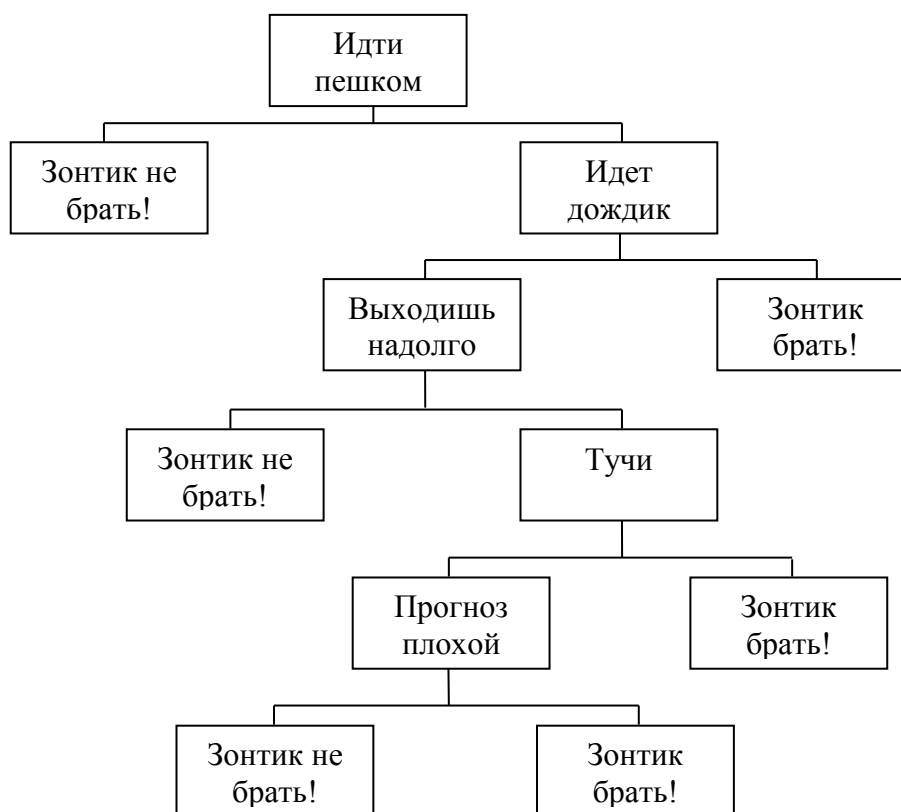 Идти
пешком
Зонтик не
брать!
Идет
дождик
Выходишь
надолго
Зонтик
брать!
Зонтик не
брать!
Тучи
Прогноз
плохой
Зонтик
брать!
Зонтик не
брать!
Зонтик
брать!